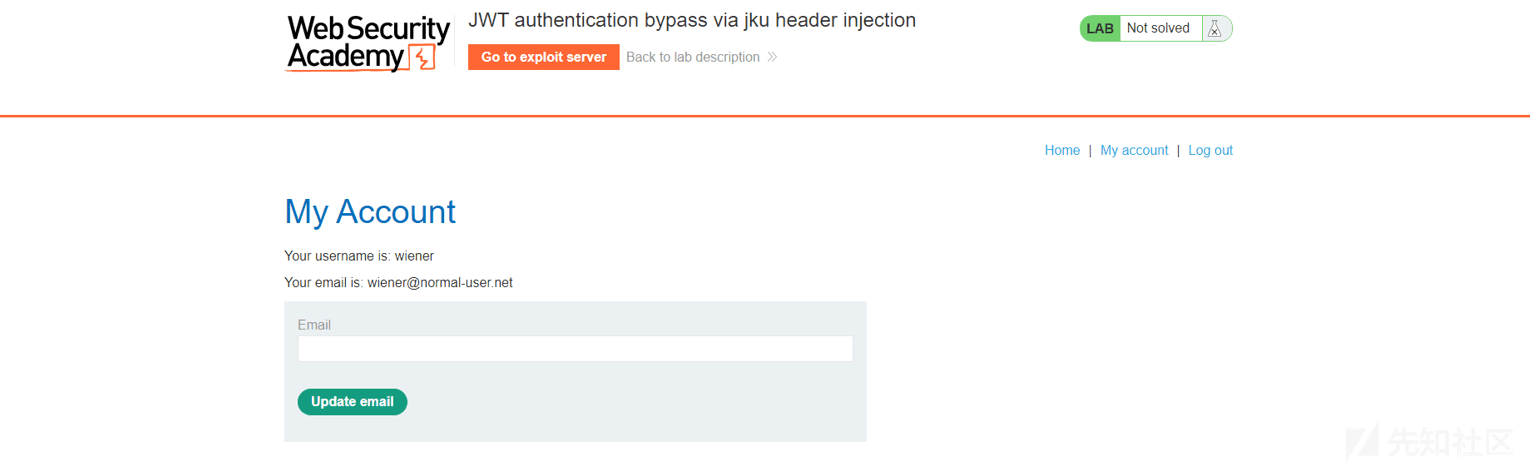 Web Security
Academy
JWT authentication bypass via jku header injection
Go to exploit server
Back to lab description
LAB
Not solved
Home | My account | Log out
My Account
Your username is: wiener
Your email is: wiener@normal-user.net
Email
Update email
先知社区